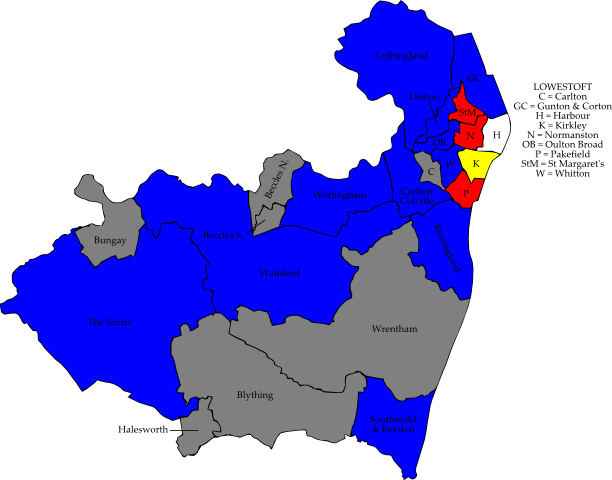 Lothingland
GC
Oulton
StM
LOWESTOFT
C = Carlton
GC = Gunton & Corton
H = Harbour
K = Kirkley
N = Normanston
OB = Oulton Broad
P = Pakefield
StM = St Margaret's
W = Whitton
N
H
OB
W
K
C
Beccles N.
Worlingham
Carlton
Colville
P
Bungay
Beccles S.
Kessingland
Wainford
The Saints
Wrentham
Blything
Halesworth
Southwold
& Reydon